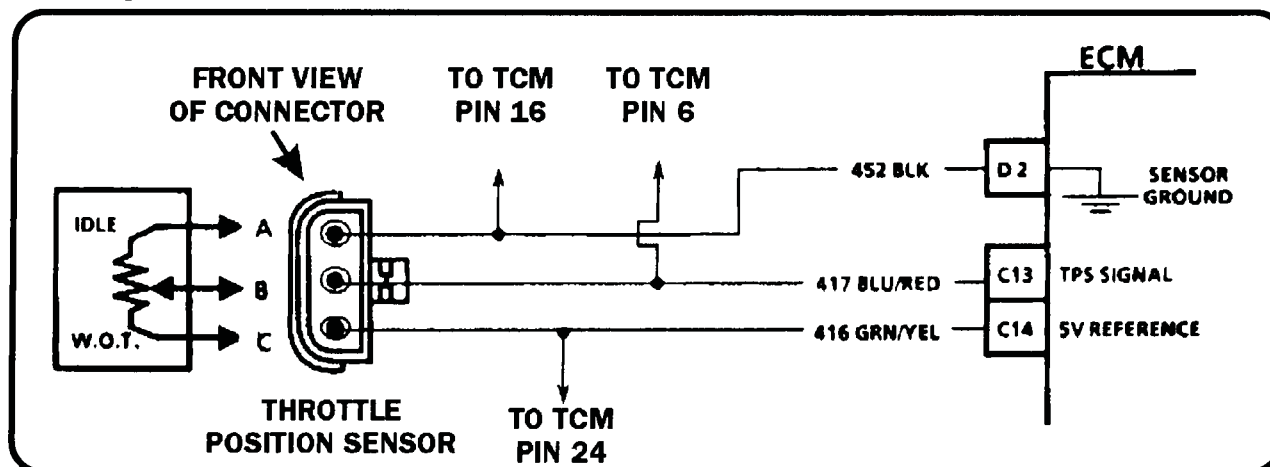 ECM
FRONT VIEW
OF CONNECTOR
TO TCM
PIN 16
TO TCM
PIN 6
452 BLK
D2
SENSOR
GROUND
IDLE
A
B
417 BLU/RED
C13
TPS SIGNAL
W.O.T.
C
416 GRN/YEL
C14
5V REFERENCE
THROTTLE
POSITION SENSOR
TO TCM
PIN 24